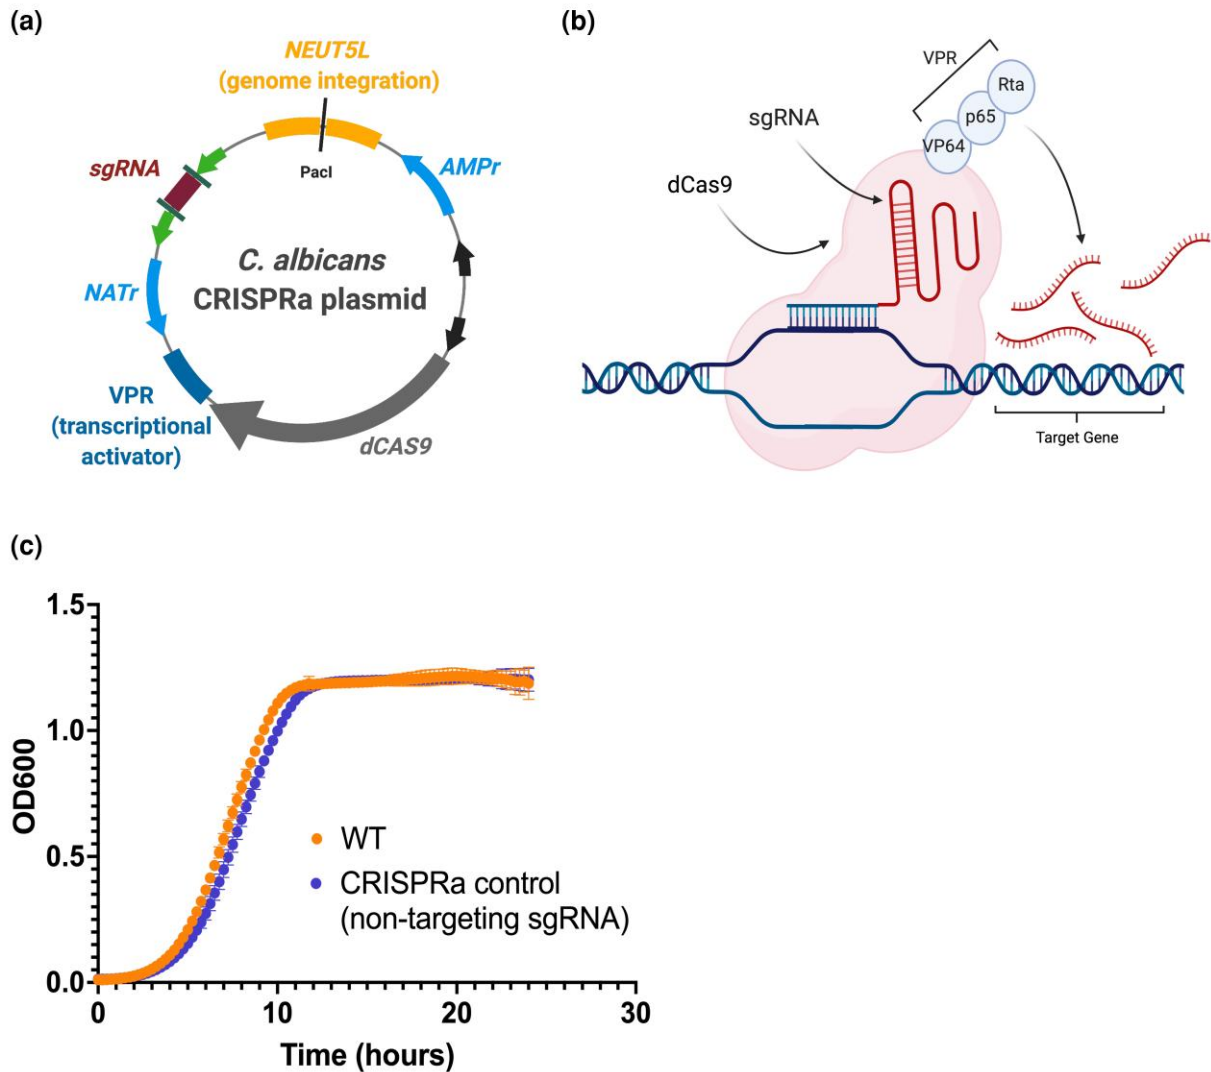 (a)
NEUT5L
(genome integration)
PacI
sgRNA
AMPr
C. albicans
CRISPRa plasmid
NATr
VPR
(transcriptional
activator)
dCAS9
(b)
VPR
Rta
p65
VP64
sgRNA
dCas9
Target Gene
(c)
1.5
1.0
0.5
0.0
OD600
WT
CRISPRa control
(non-targeting sgRNA)
0
10
20
30
Time (hours)